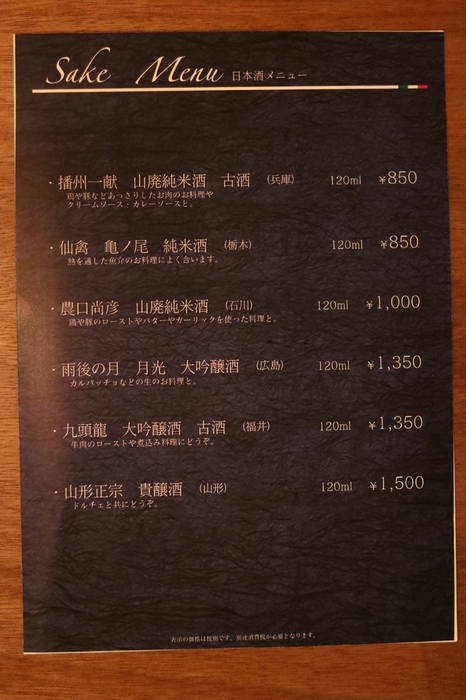 Sake Menu 日本酒メニュー
・播州一献 山廃純米酒 古酒 (兵庫) 120ml ¥850
鶏や豚などあっさりしたお肉のお料理や
クリームソース・カレーソースと。
・仙禽 亀ノ尾 純米酒 (栃木) 120ml ¥850
熱を通した魚介のお料理によく合います。
・農口尚彦 山廃純米酒 (石川) 120ml ¥1,000
鶏や豚のローストやバターやガーリックを使った料理と。
・雨後の月 月光 大吟醸酒 (広島) 120ml ¥1,350
カルパッチョなどの生のお料理と。
・九頭龍 大吟醸酒 古酒 (福井) 120ml ¥1,350
牛肉のローストや煮込み料理にどうぞ。
・山形正宗 貴醸酒 (山形) 120ml ¥1,500
ドルチェと共にどうぞ。
表示の価格は税別です。別途消費税が必要となります。